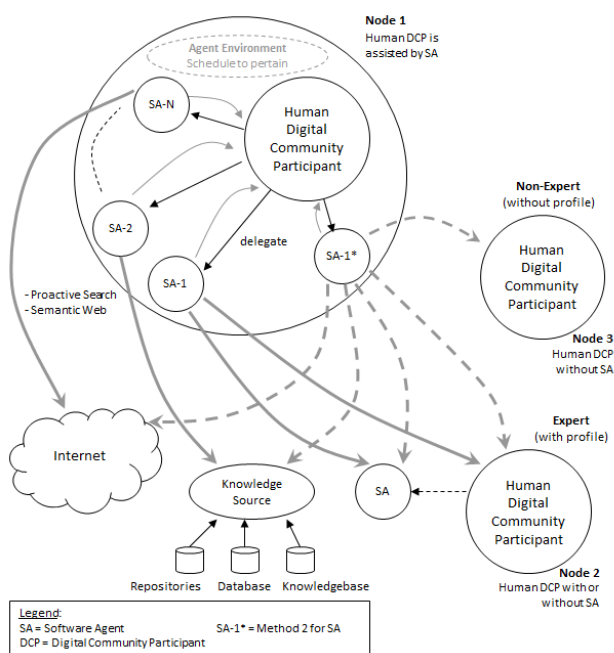 Node 1
Human DCP is
assisted by SA
Agent Environment
Schedule to pertain
SA-N
Human
Digital
Community
Participant
SA-2
SA-1
delegate
SA-1*
Non-Expert
(without profile)
Human
Digital
Community
Participant
Node 3
Human DCP
without SA
- Proactive Search
- Semantic Web
Internet
Knowledge
Source
SA
Expert
(with profile)
Human
Digital
Community
Participant
Node 2
Human DCP with or
without SA
Repositories
Database
Knowledgebase
Legend:
SA = Software Agent SA-1* = Method 2 for SA
DCP = Digital Community Participant